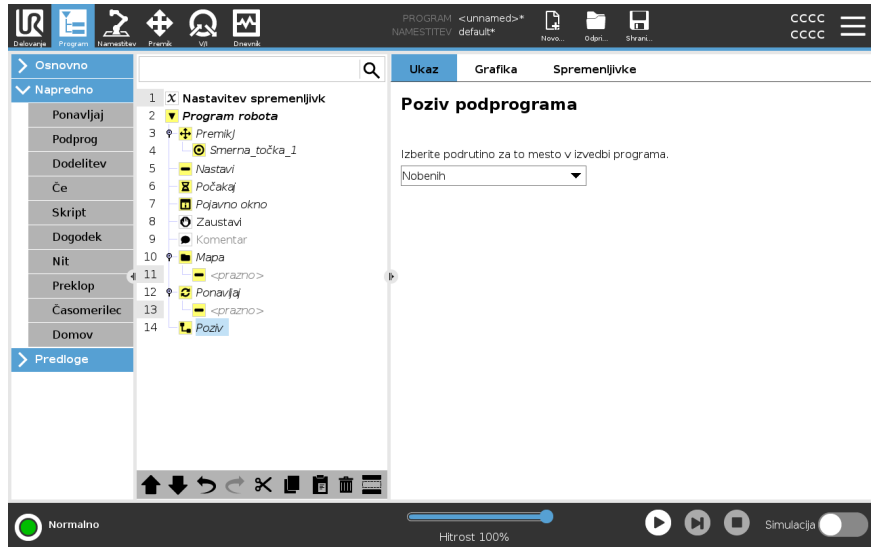 UR
Delovanje
Program
Namestitev
Premik
V/I
Dnevnik
PROGRAM <unnamed>*
NAMESTITEV default*
Novo...
Odpri...
Shrani...
CCCC
CCCC
Osnovno
Napredno
Ponavljaj
Podprog
Dodelitev
Če
Skript
Dogodek
Nit
Preklop
Časomerilec
Domov
Predloge
1 X Nastavitev spremenljivk
2 Program robota
3 PremikJ
4 Smerna_točka_1
5 Nastavi
6 Počakaj
7 Pojavno okno
8 Zaustavi
9 Komentar
10 Mapa
11 <prazno>
12 Ponavljaj
13 <prazno>
14 Poziv
Ukaz Grafika Spremenljivke
Poziv podprograma
Izberite podrutino za to mesto v izvedbi programa.
Nobenih
Normalno
Hitrost 100%
Simulacija